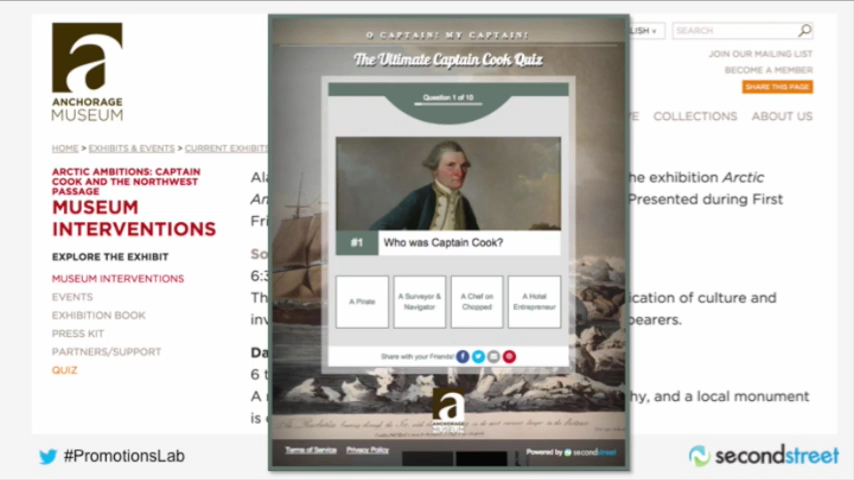 ANCHORAGE
MUSEUM
LISH
SEARCH
JOIN OUR MAILING LIST
BECOME A MEMBER
SHARE THIS PAGE
COLLECTIONS
ABOUT US
HOME > EXHIBITS & EVENTS > CURRENT EXHIBITS
ARCTIC AMBITIONS: CAPTAIN
COOK AND THE NORTHWEST
PASSAGE
MUSEUM
INTERVENTIONS
EXPLORE THE EXHIBIT
MUSEUM INTERVENTIONS
EVENTS
EXHIBITION BOOK
PRESS KIT
PARTNERS/SUPPORT
QUIZ
O CAPTAIN! MY CAPTAIN!
The Ultimate Captain Cook Quiz
Question 1 of 10
#1 Who was Captain Cook?
A Pirate
A Surveyor &
Navigator
A Chef on
Chopped
A Hotel
Entrepreneur
Share with your Friends!
a
ANCHORAGE
MUSEUM
Terms of Service Privacy Policy
Powered by secondstreet
he exhibition Arctic
Presented during First
ication of culture and
bearers.
hy, and a local monument
#PromotionsLab
secondstreet